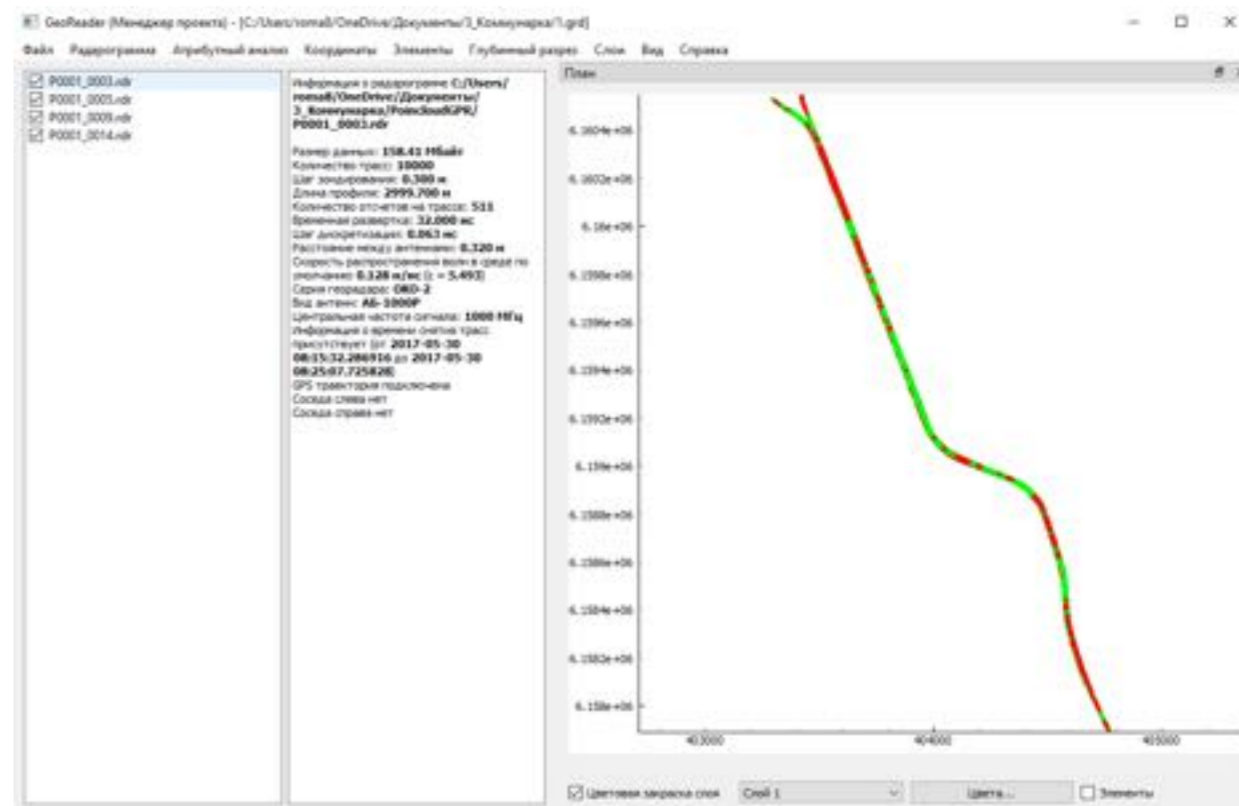 GeoReader (Менеджер проекта) - [C:/Users/roma8/OneDrive/Документы/3_Коммунарка/1.grd]
Файл Радарограмма Атрибутный анализ Координаты Элементы Глубинный разрез Слои Вид Справка
P0001_0003.rdr
P0001_0005.rdr
P0001_0009.rdr
P0001_0014.rdr
Информация о радарограмме C:/Users/
roma8/OneDrive/Документы/
3_Коммунарка/PoincloudGPR/
P0001_0003.rdr
Размер данных: 158.41 Мбайт
Количество трасс: 10000
Шаг зондирования: 0.300 м
Длина профиля: 2999.700 м
Количество отсчетов на трассе: 511
Временная развертка: 32.000 нс
Шаг дискретизации: 0.063 нс
Расстояние между антеннами: 0.320 м
Скорость распространения волн в среде по
умолчанию: 0.128 м/нс (ε = 5.493)
Серия георадара: ОКО-2
Вид антенн: АБ-1000Р
Центральная частота сигнала: 1000 МГц
Информация о времени снятия трасс
присутствует (от 2017-05-30
08:15:32.286916 до 2017-05-30
08:25:07.725828)
GPS траектория подключена
Соседа слева нет
Соседа справа нет
План
6.1604e+06
6.1602e+06
6.16e+06
6.1598e+06
6.1596e+06
6.1594e+06
6.1592e+06
6.159e+06
6.1588e+06
6.1586e+06
6.1584e+06
6.1582e+06
6.158e+06
403000 404000 405000
Цветовая закраска слоя Слой 1 Цвета... Элементы